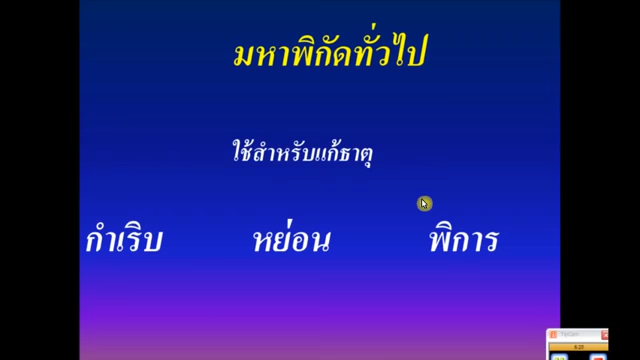 มหาพิกัดทั่วไป
ใช้สำหรับแก้ธาตุ
กำเริบ หย่อน พิการ